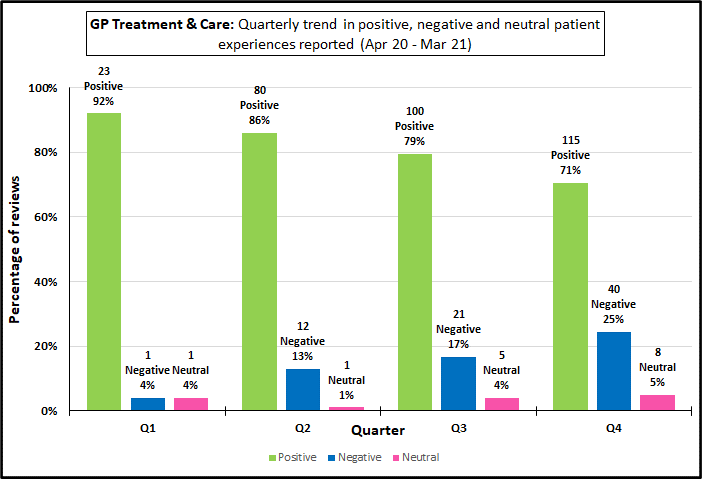 GP Treatment & Care: Quarterly trend in positive, negative and neutral patient
experiences reported (Apr 20 - Mar 21)
Percentage of reviews
100%
80%
60%
40%
20%
0%
23
Positive
92%
1
Negative
4%
1
Neutral
4%
80
Positive
86%
12
Negative
13%
1
Neutral
1%
100
Positive
79%
21
Negative
17%
5
Neutral
4%
115
Positive
71%
40
Negative
25%
8
Neutral
5%
Q1
Q2
Q3
Q4
Quarter
Positive
Negative
Neutral